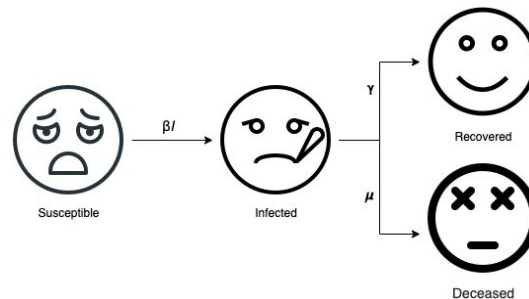 βI
γ
μ
Susceptible
Infected
Recovered
Deceased